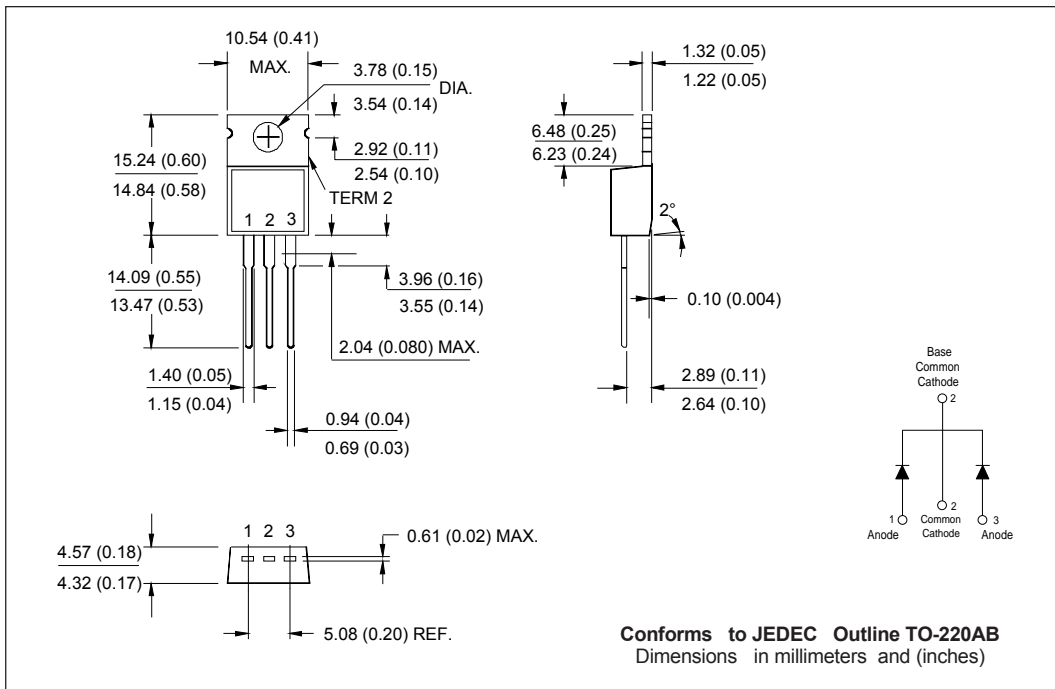 10.54 (0.41)
MAX.
3.78 (0.15)
3.54 (0.14)
DIA.
15.24 (0.60)
14.84 (0.58)
2.92 (0.11)
2.54 (0.10)
TERM 2
1 2 3
14.09 (0.55)
13.47 (0.53)
3.96 (0.16)
3.55 (0.14)
2.04 (0.080) MAX.
1.40 (0.05)
1.15 (0.04)
0.94 (0.04)
0.69 (0.03)
1.32 (0.05)
1.22 (0.05)
6.48 (0.25)
6.23 (0.24)
2°
0.10 (0.004)
2.89 (0.11)
2.64 (0.10)
Base
Common
Cathode
2
2
1
Anode
Common
Cathode
3
Anode
1 2 3
4.57 (0.18)
4.32 (0.17)
0.61 (0.02) MAX.
5.08 (0.20) REF.
Conforms to JEDEC Outline TO-220AB
Dimensions in millimeters and (inches)